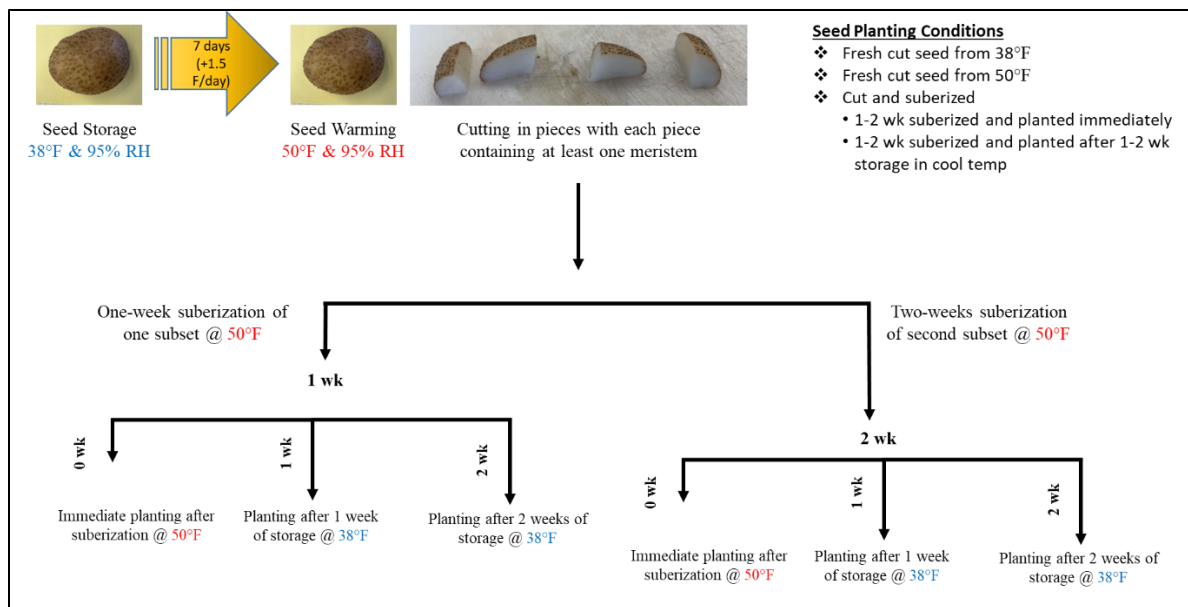 7 days
(+1.5
F/day)
Seed Storage
38°F & 95% RH
Seed Warming
50°F & 95% RH
Cutting in pieces with each piece
containing at least one meristem
Seed Planting Conditions
❖ Fresh cut seed from 38°F
❖ Fresh cut seed from 50°F
❖ Cut and suberized
• 1-2 wk suberized and planted immediately
• 1-2 wk suberized and planted after 1-2 wk
storage in cool temp
One-week suberization of
one subset @ 50°F
Two-weeks suberization
of second subset @ 50°F
1 wk
0 wk
1 wk
2 wk
Immediate planting after
suberization @ 50°F
Planting after 1 week
of storage @ 38°F
Planting after 2 weeks of
storage @ 38°F
2 wk
0 wk
1 wk
2 wk
Immediate planting after
suberization @ 50°F
Planting after 1 week
of storage @ 38°F
Planting after 2 weeks of
storage @ 38°F